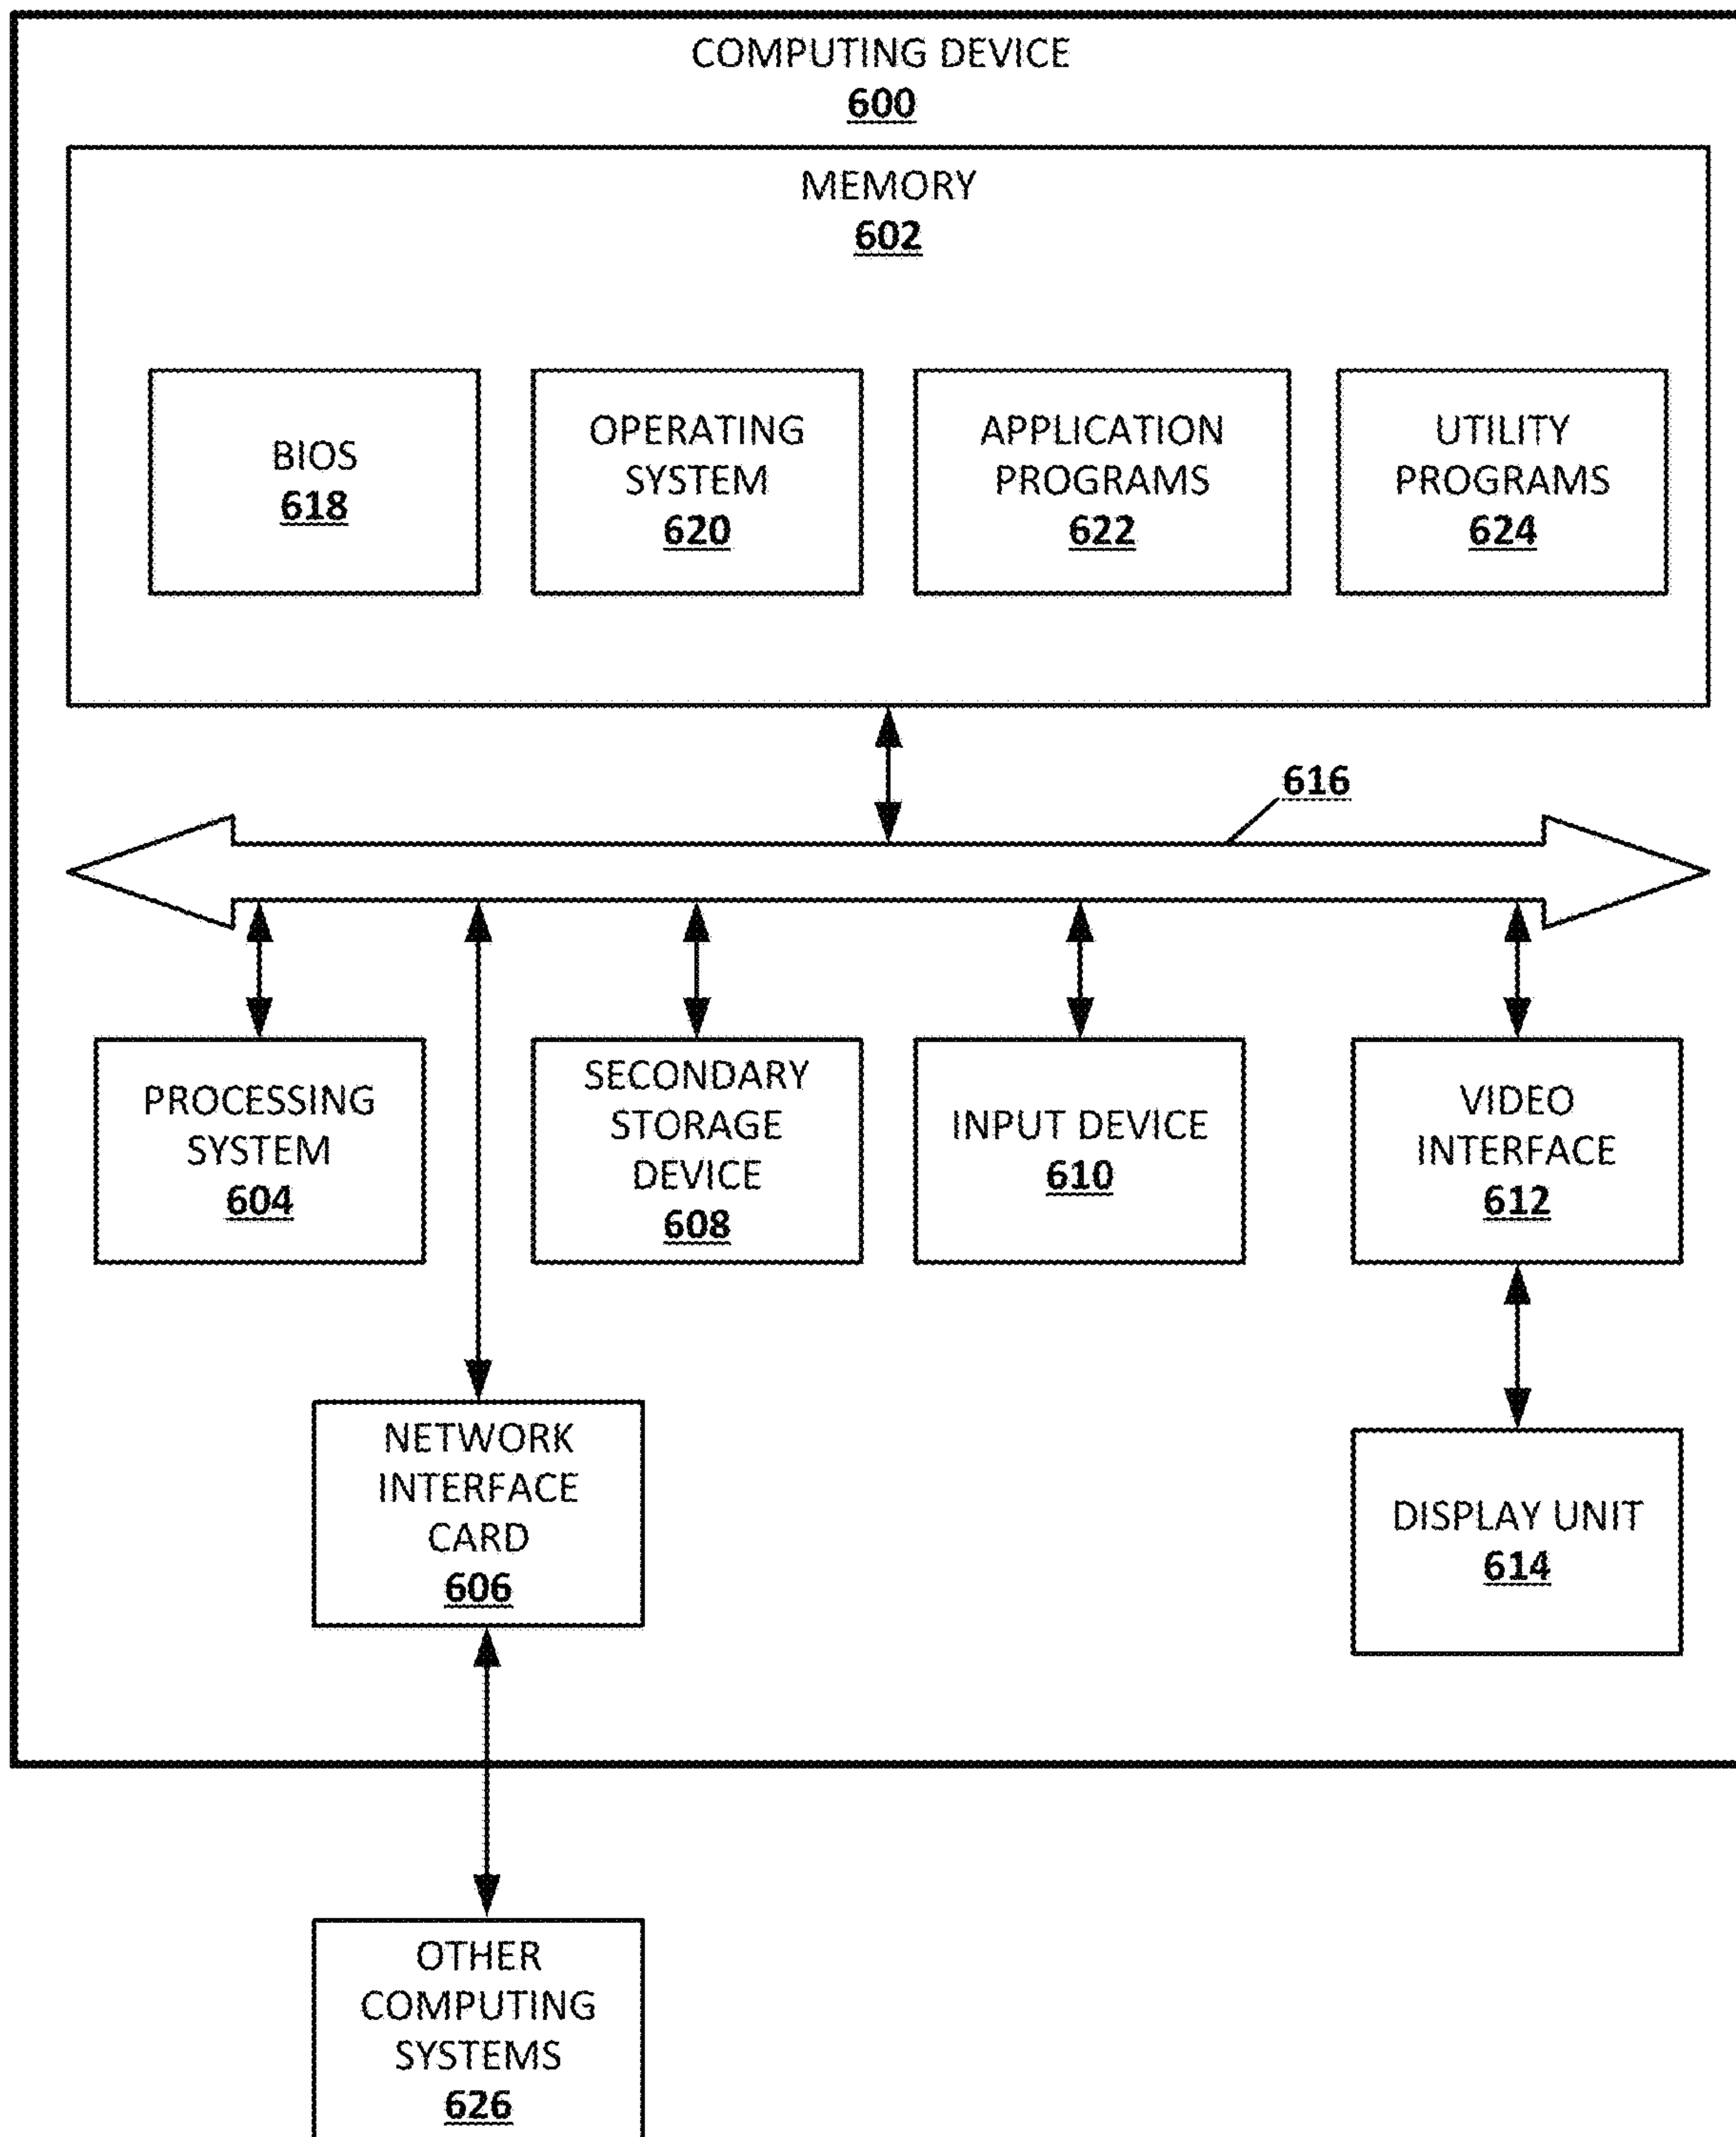 COMPUTING DEVICE
600
MEMORY
602
BIOS
618
OPERATING
SYSTEM
620
APPLICATION
PROGRAMS
622
UTILITY
PROGRAMS
624
616
PROCESSING
SYSTEM
604
SECONDARY
STORAGE
DEVICE
608
INPUT DEVICE
610
VIDEO
INTERFACE
612
NETWORK
INTERFACE
CARD
606
DISPLAY UNIT
614
OTHER
COMPUTING
SYSTEMS
626